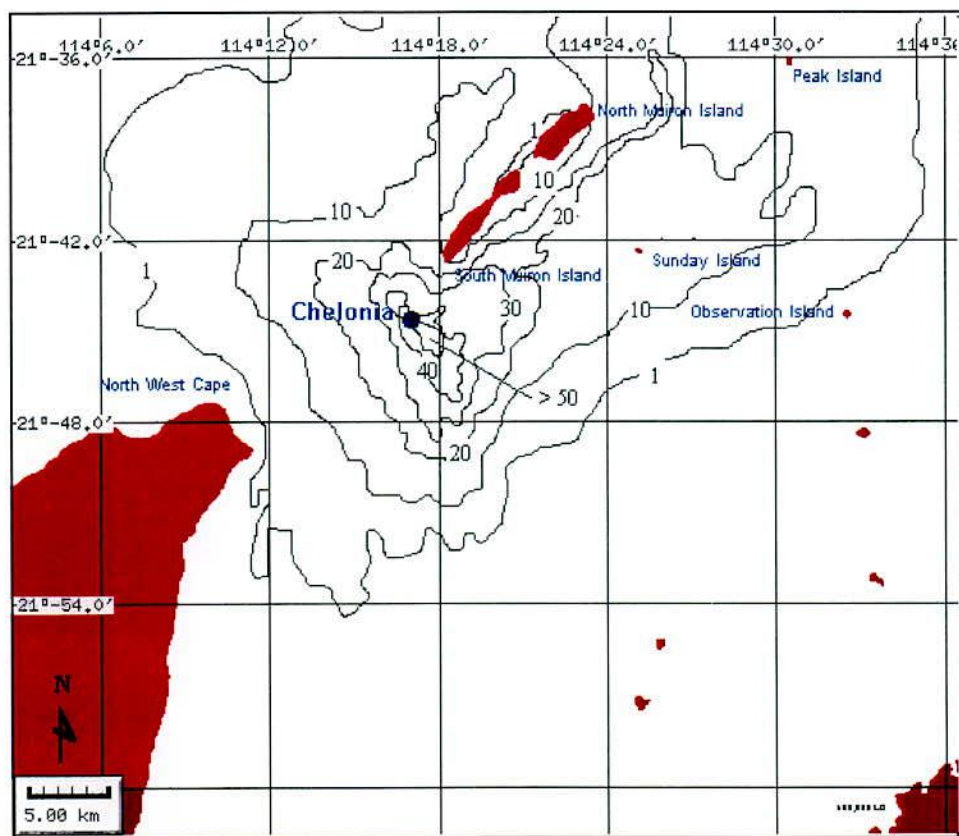 114°6.0' 114°12.0' 114°18.0' 114°24.0' 114°30.0'
21°-36.0'
Peak Island
North Muiron Island
1
10
10
20
21°-42.0'
1
20
Sunday Island
South Muiron Island
Chelonia
30
10
Observation Island
40
1
North West Cape
> 50
21°-48.0'
20
21°-54.0'
N
5.00 km